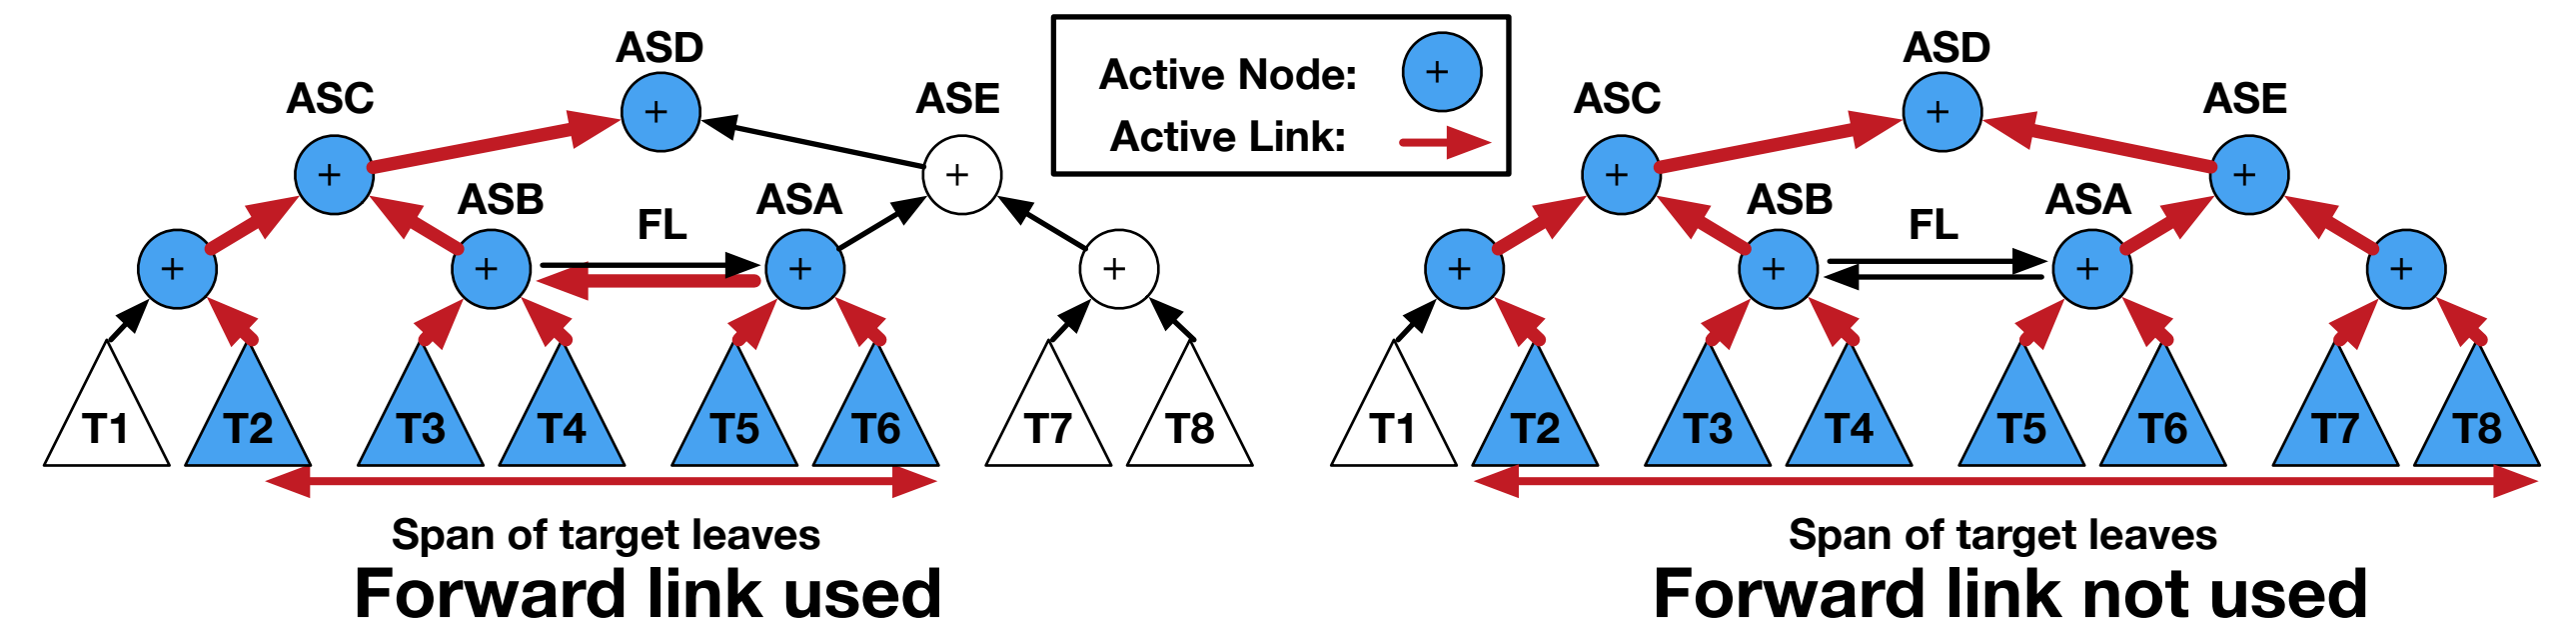 ASD
ASC
ASE
+
+
+
ASB
FL
ASA
+
+
+
+
T1
T2
T3
T4
T5
T6
T7
T8
Span of target leaves
Forward link used
Active Node: +
Active Link:
ASD
ASC
ASE
+
+
+
ASB
FL
ASA
+
+
+
+
T1
T2
T3
T4
T5
T6
T7
T8
Span of target leaves
Forward link not used